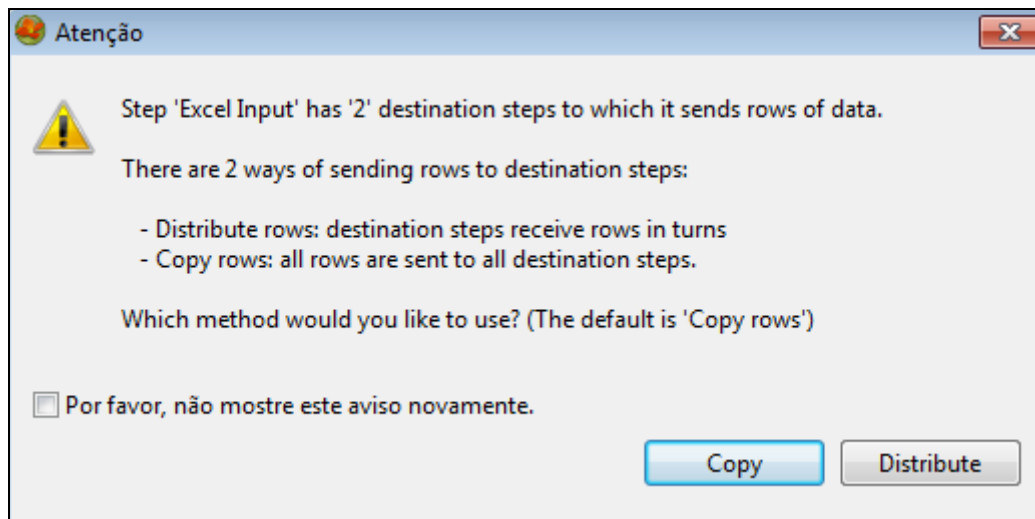 Atenção
Step 'Excel Input' has '2' destination steps to which it sends rows of data.
There are 2 ways of sending rows to destination steps:
- Distribute rows: destination steps receive rows in turns
- Copy rows: all rows are sent to all destination steps.
Which method would you like to use? (The default is 'Copy rows')
Por favor, não mostre este aviso novamente.
Copy
Distribute